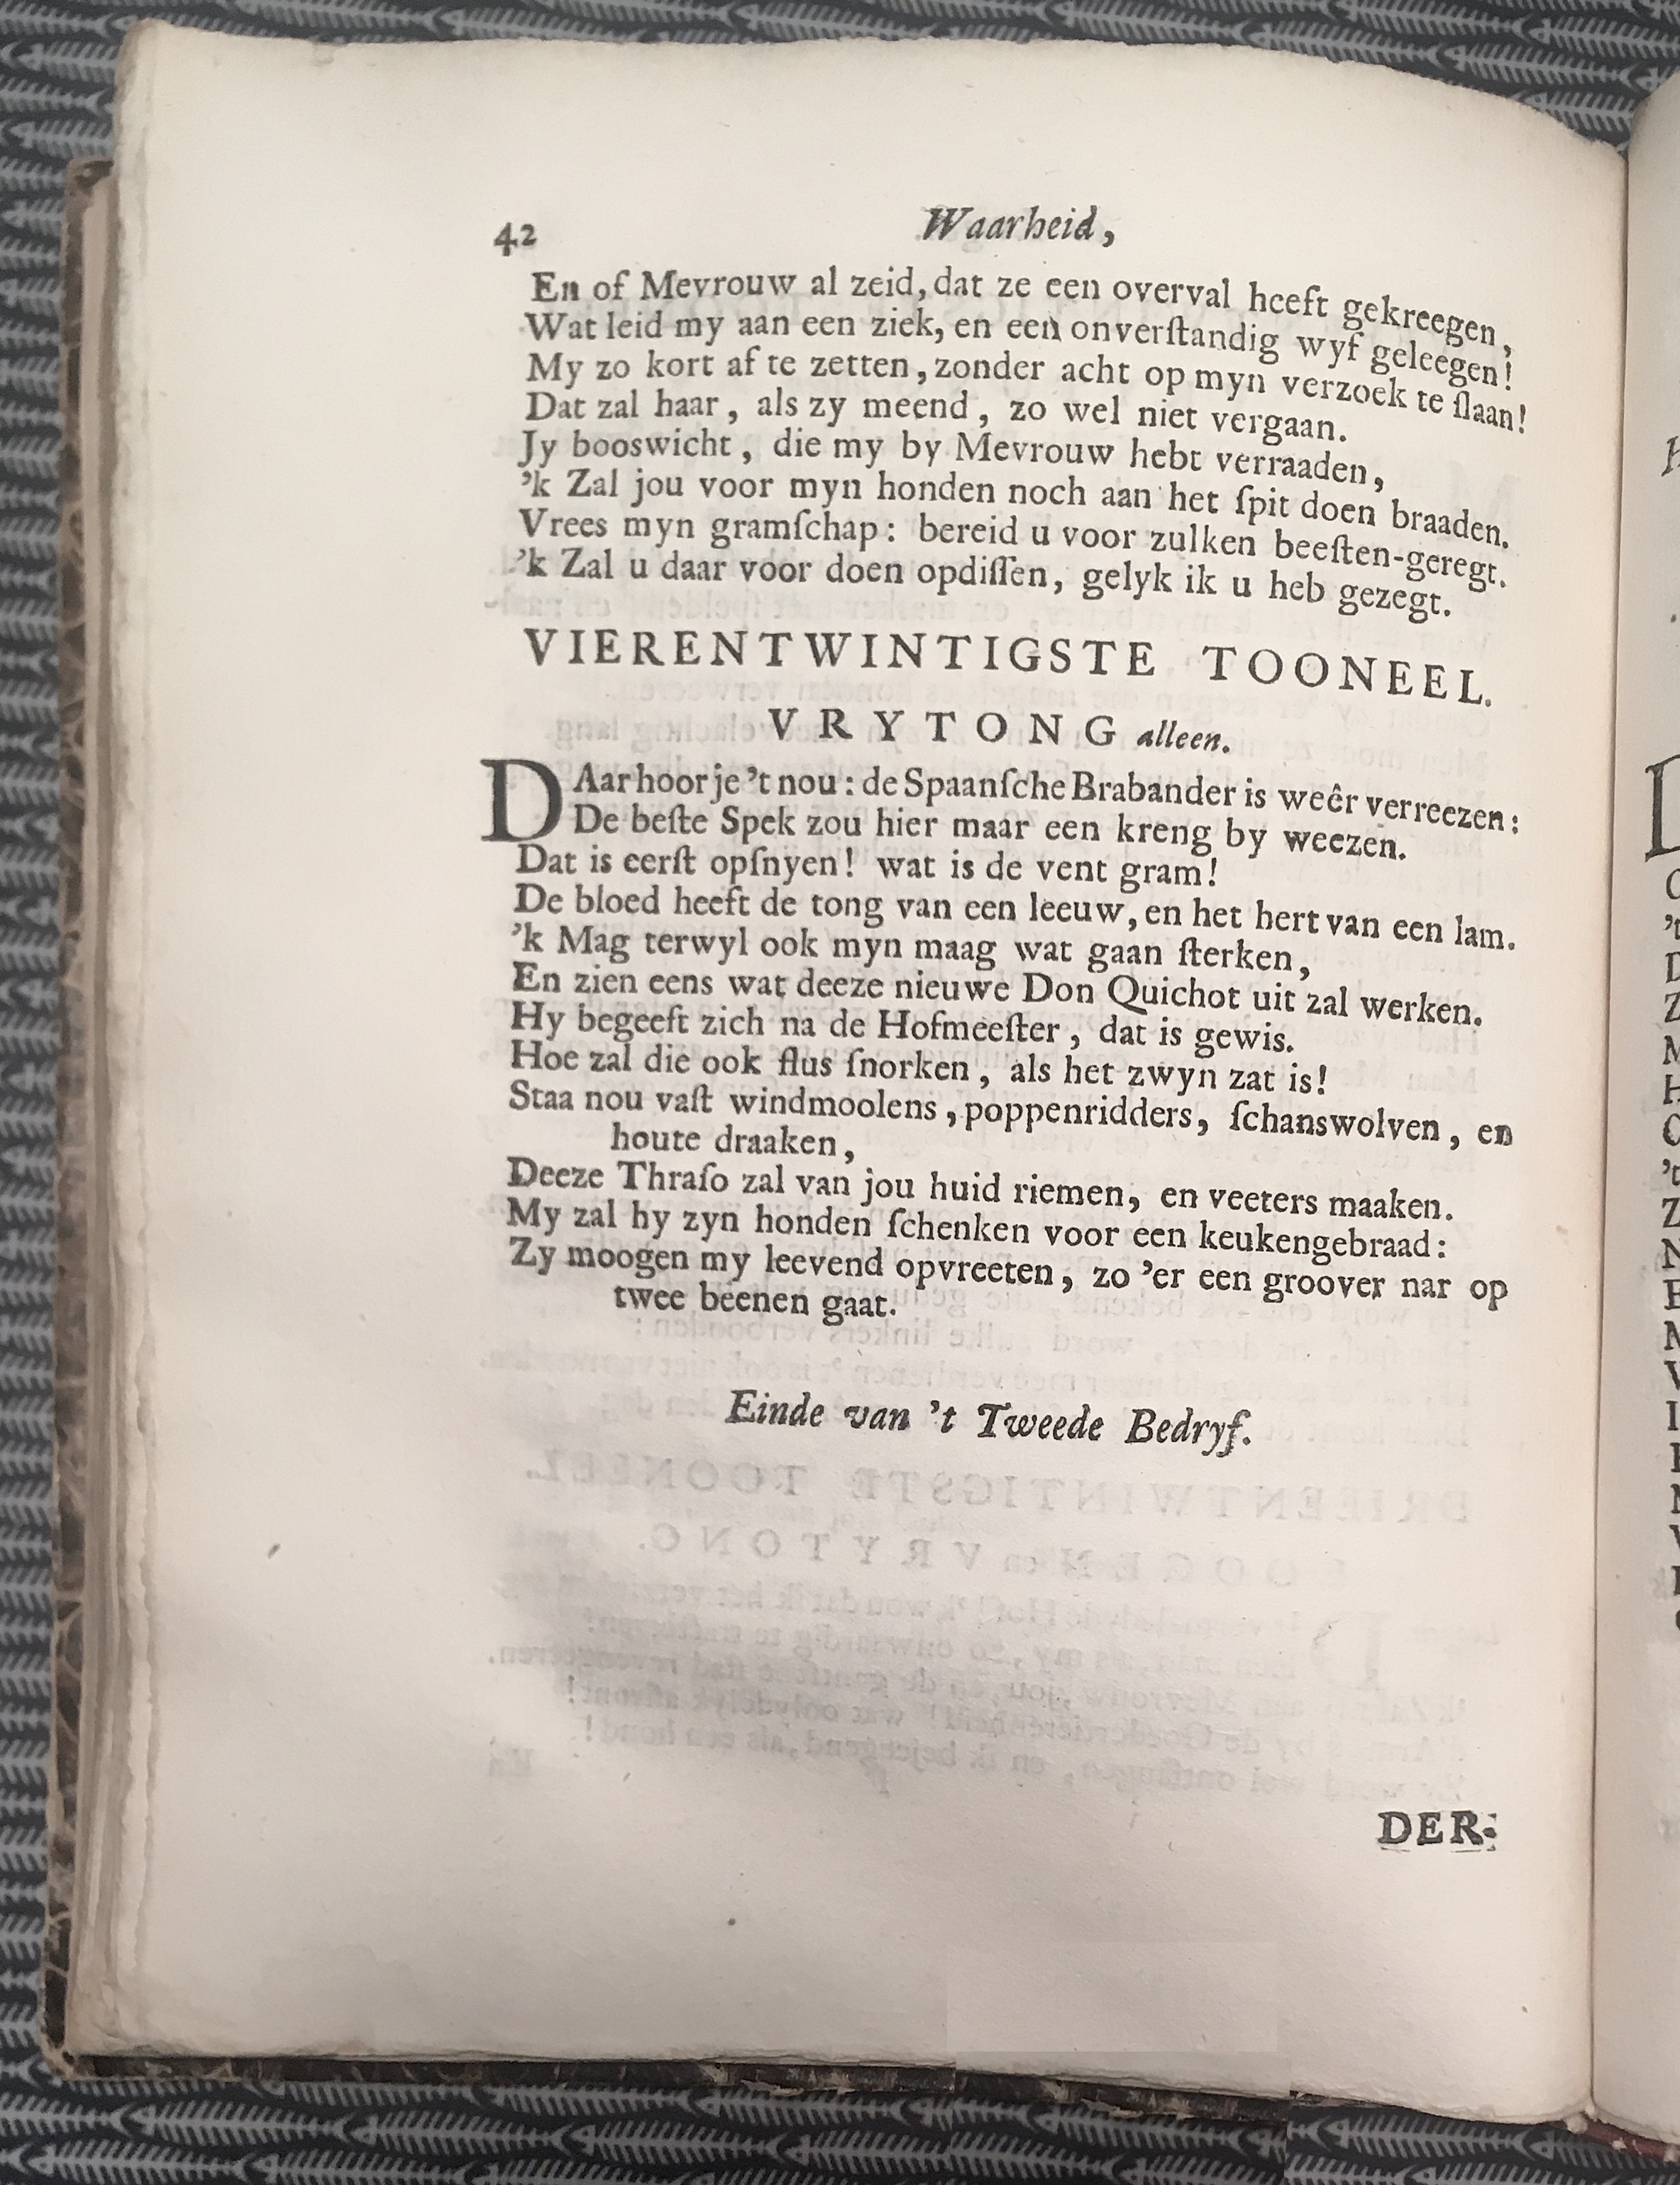 42
Waarheid,
En of Mevrouw al zeid, dat ze een overval heeft gekreegen,
Wat leid my aan een ziek, en een onverſtandig wyf geleegen!
My zo kort af te zetten, zonder acht op myn verzoek te ſlaan!
Dat zal haar, als zy meend, zo wel niet vergaan.
Jy booswicht, die my by Mevrouw hebt verraaden,
’k Zal jou voor myn honden noch aan het ſpit doen braaden.
Vrees myn gramſchap: bereid u voor zulken beeſten-geregt.
’k Zal u daar voor doen opdiſſen, gelyk ik u heb gezegt.
VIERENTWINTIGSTE TOONEEL.
VRYTONG alleen.
DAar hoor je ’t nou: de Spaanſche Brabander is weêr verreezen:
De beſte Spek zou hier maar een kreng by weezen.
Dat is eerſt opſnyen! wat is de vent gram!
De bloed heeft de tong van een leeuw, en het hert van een lam.
’k Mag terwyl ook myn maag wat gaan ſterken,
En zien eens wat deeze nieuwe Don Quichot uit zal werken.
Hy begeeft zich na de Hofmeeſter, dat is gewis.
Hoe zal die ook flus ſnorken, als het zwyn zat is!
Staa nou vaſt windmoolens, poppenridders, ſchanswolven, en
houte draaken,
Deeze Thraſo zal van jou huid riemen, en veeters maaken.
My zal hy zyn honden ſchenken voor een keukengebraad:
Zy moogen my leevend opvreeten, zo ’er een groover nar op
twee beenen gaat.
Einde van ’t Tweede Bedryf.
DER-